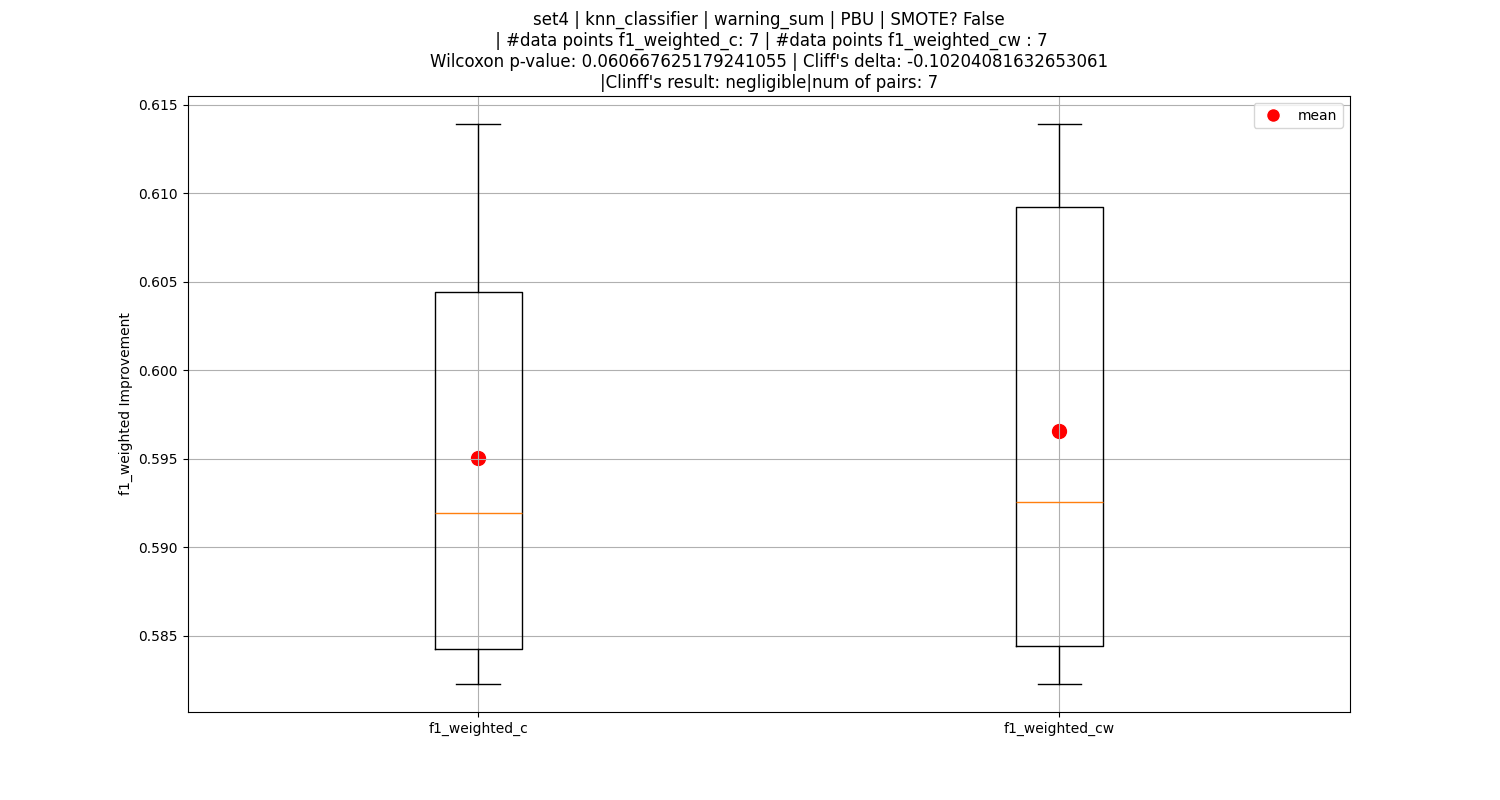 set4 | knn_classifier | warning_sum | PBU | SMOTE? False
| #data points f1_weighted_c: 7 | #data points f1_weighted_cw : 7
Wilcoxon p-value: 0.060667625179241055 | Cliff's delta: -0.10204081632653061
|Clinff's result: negligible|num of pairs: 7
mean
f1_weighted Improvement
0.615
0.610
0.605
0.600
0.595
0.590
0.585
f1_weighted_c
f1_weighted_cw